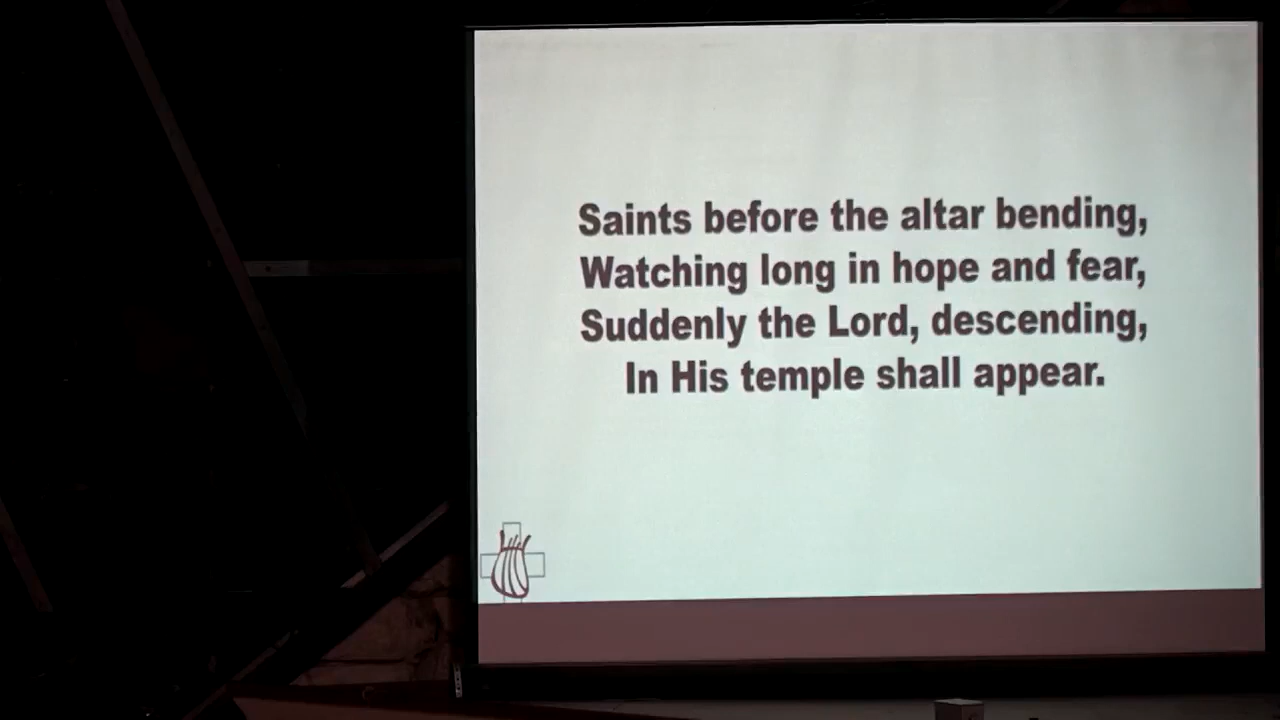 Saints before the altar bending,
Watching long in hope and fear,
Suddenly the Lord, descending,
In His temple shall appear.